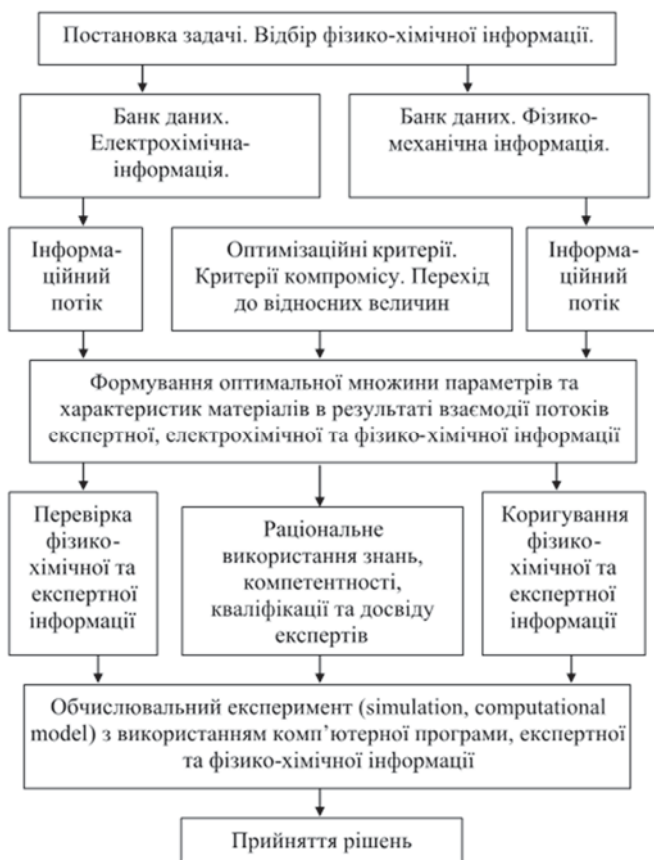 Постановка задачі. Відбір фізико-хімічної інформації.
Банк даних.
Електрохімічна-
інформація.
Банк даних. Фізико-
механічна інформація.
Інформа-
ційний
потік
Оптимізаційні критерії.
Критерії компромісу. Перехід
до відносних величин
Інформа-
ційний
потік
Формування оптимальної множини параметрів та
характеристик матеріалів в результаті взаємодії потоків
експертної, електрохімічної та фізико-хімічної інформації
Перевірка
фізико-
хімічної та
експертної
інформації
Раціональне
використання знань,
компетентності,
кваліфікації та досвіду
експертів
Коригування
фізико-
хімічної та
експертної
інформації
Обчислювальний експеримент (simulation, computational
model) з використанням комп’ютерної програми, експертної
та фізико-хімічної інформації
Прийняття рішень